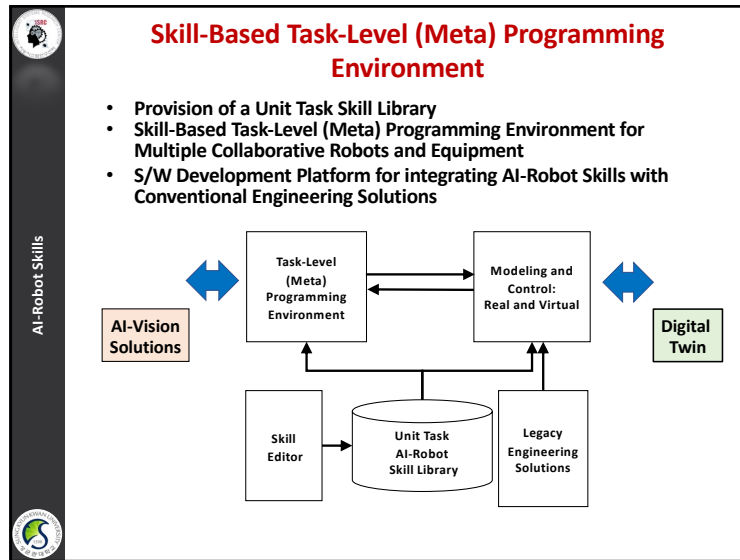 ISRC
Skill-Based Task-Level (Meta) Programming
Environment
• Provision of a Unit Task Skill Library
• Skill-Based Task-Level (Meta) Programming Environment for
Multiple Collaborative Robots and Equipment
• S/W Development Platform for integrating AI-Robot Skills with
Conventional Engineering Solutions
AI-Robot Skills
Task-Level
(Meta)
Programming
Environment
Modeling and
Control:
Real and Virtual
AI-Vision
Solutions
Digital
Twin
Skill
Editor
Unit Task
AI-Robot
Skill Library
Legacy
Engineering
Solutions